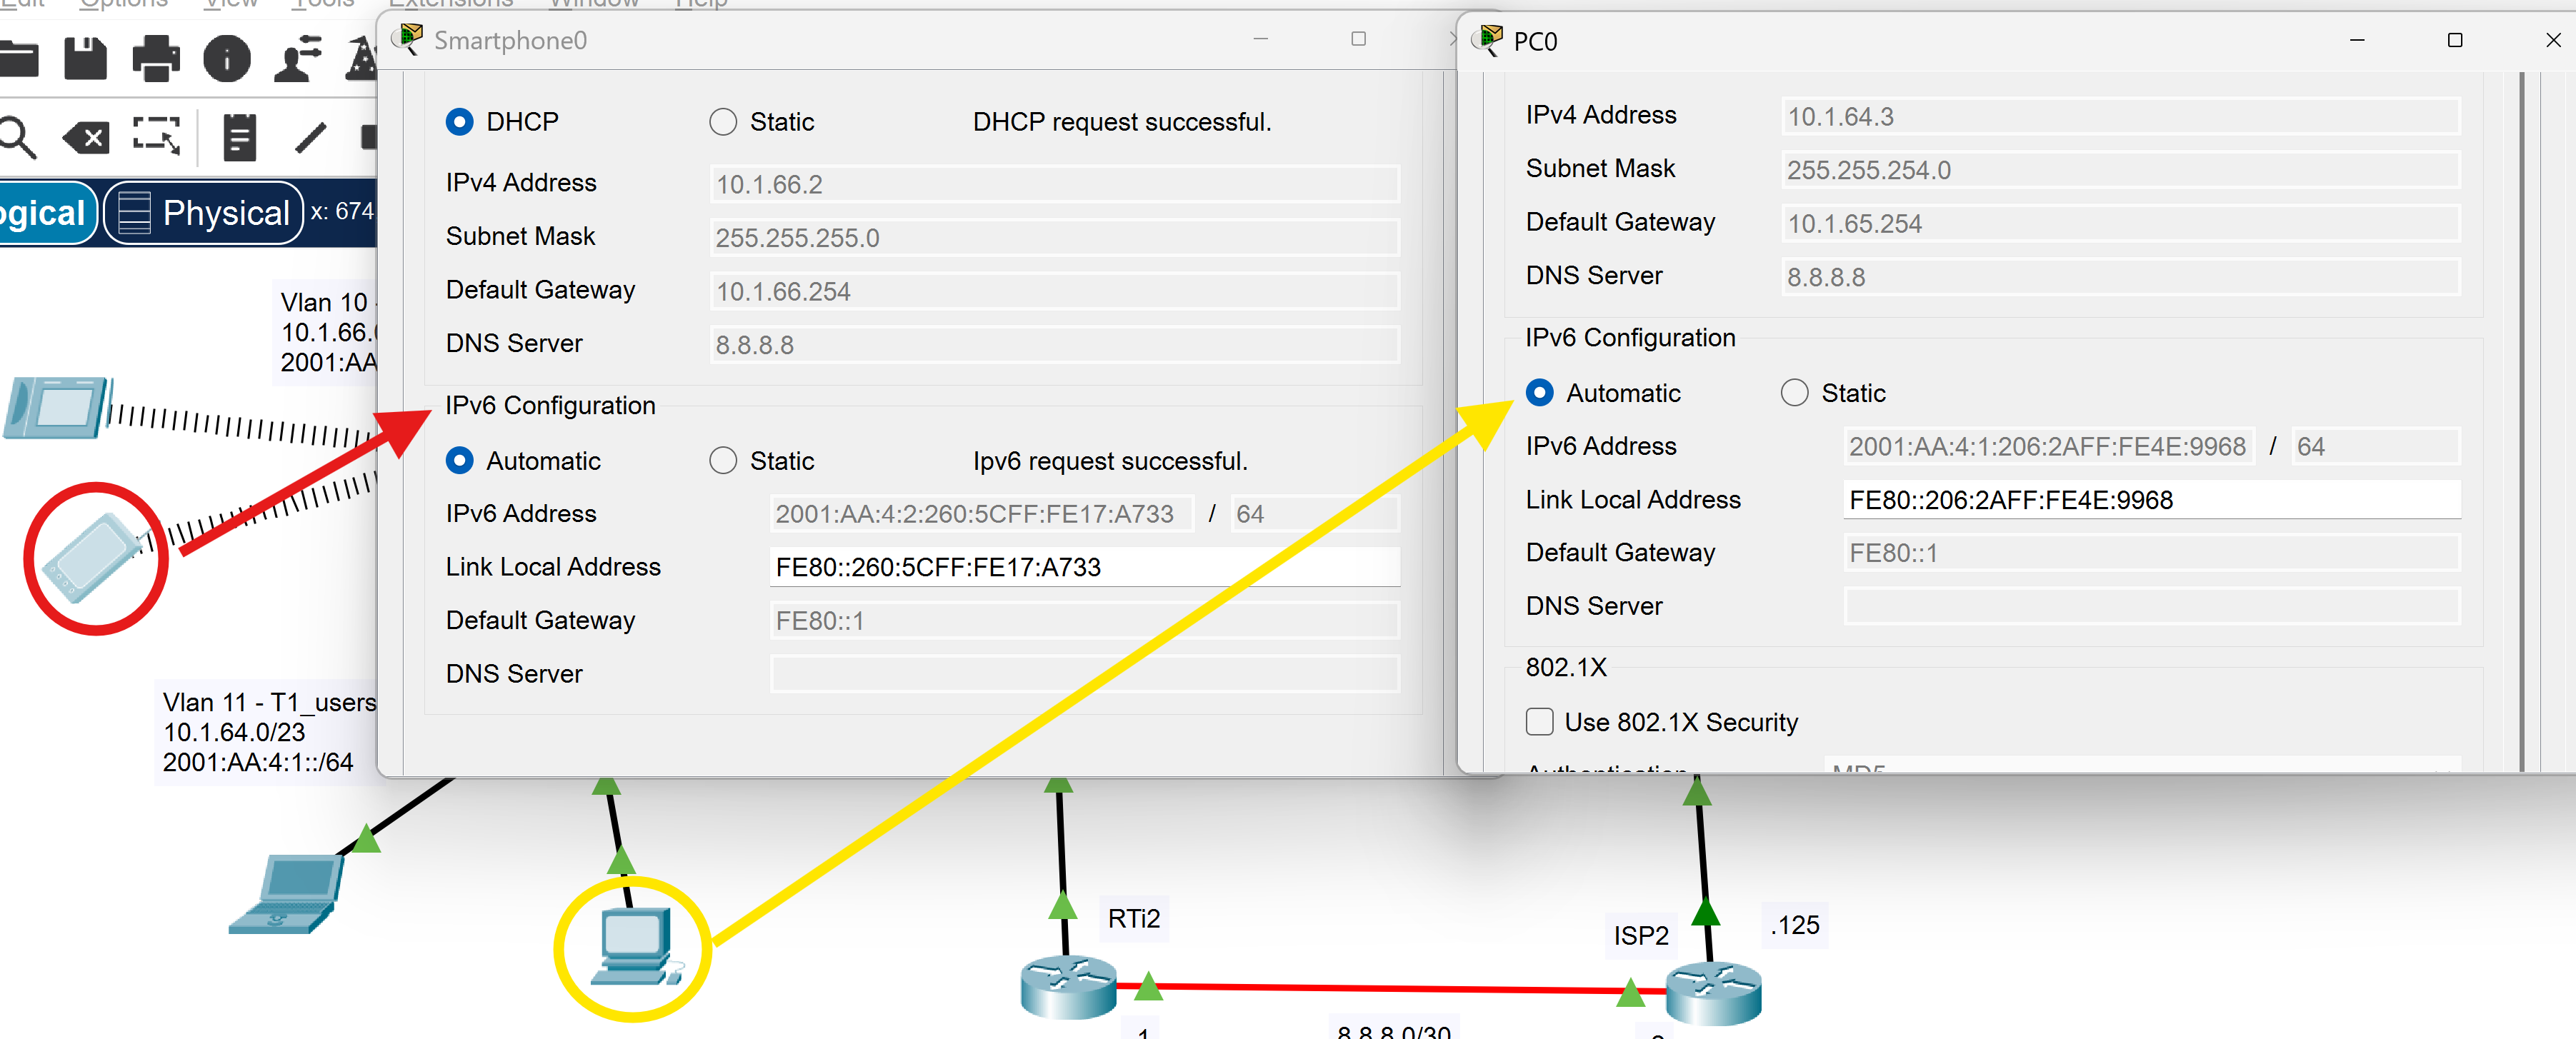 Edit Options View Tools Extensions Window Help
Smartphone0
DHCP Static DHCP request successful.
IPv4 Address 10.1.66.2
Subnet Mask 255.255.255.0
Default Gateway 10.1.66.254
DNS Server 8.8.8.8
IPv6 Configuration
Automatic Static Ipv6 request successful.
IPv6 Address 2001:AA:4:2:260:5CFF:FE17:A733 / 64
Link Local Address FE80::260:5CFF:FE17:A733
Default Gateway FE80::1
DNS Server
PC0
IPv4 Address 10.1.64.3
Subnet Mask 255.255.254.0
Default Gateway 10.1.65.254
DNS Server 8.8.8.8
IPv6 Configuration
Automatic Static
IPv6 Address 2001:AA:4:1:206:2AFF:FE4E:9968 / 64
Link Local Address FE80::206:2AFF:FE4E:9968
Default Gateway FE80::1
DNS Server
802.1X
Use 802.1X Security
Authentication MD5
ogical Physical x: 674
Vlan 10 -
10.1.66.
2001:AA
Vlan 11 - T1_users
10.1.64.0/23
2001:AA:4:1::/64
RTi2
ISP2
.125
1
8.8.8.0/30